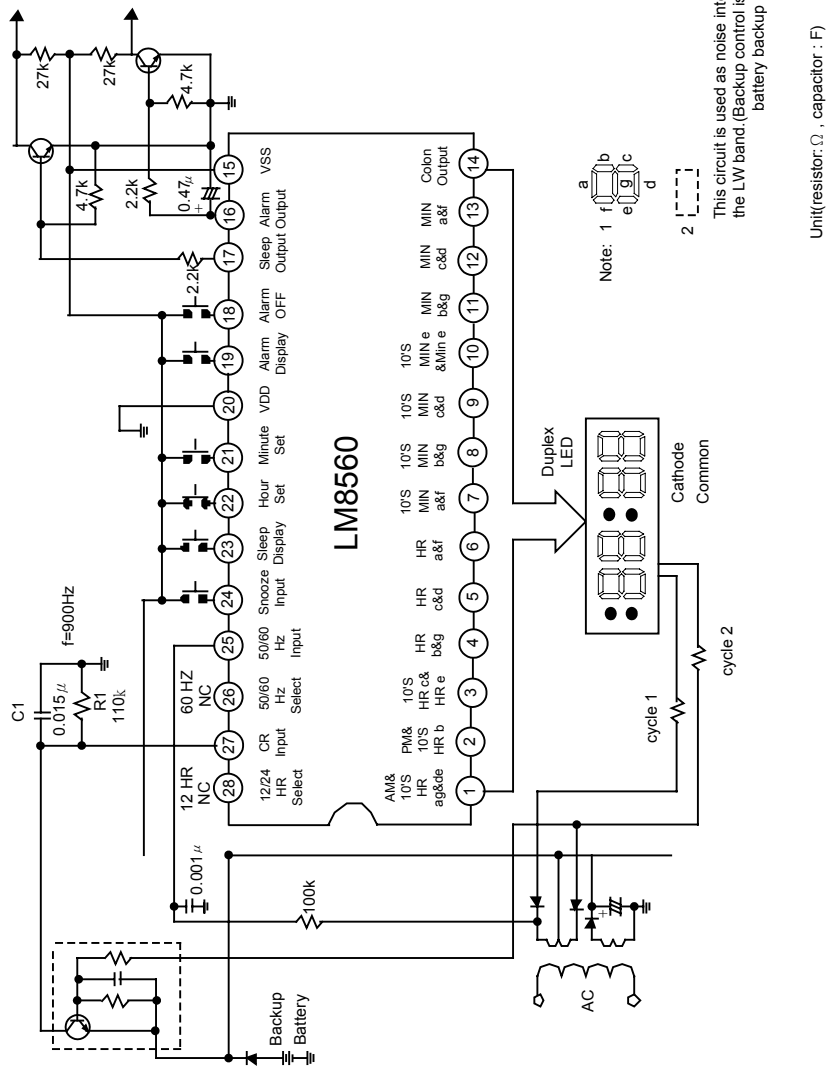 27k
27k
4.7k
4.7k
2.2k
0.47μ
+
2.2k
15
VSS
16
Alarm
Output
17
Sleep
Output
18
Alarm
OFF
19
Alarm
Display
20
VDD
21
Minute
Set
22
Hour
Set
23
Sleep
Display
24
Snooze
Input
25
50/60
Hz
Input
26
50/60
Hz
Select
60 HZ
NC
27
CR
Input
28
12/24
HR
Select
12 HR
NC
LM8560
14
Colon
Output
13
MIN
a&f
12
MIN
c&d
11
MIN
b&g
10
10'S
MIN e
&Min e
9
10'S
MIN
c&d
8
10'S
MIN
b&g
7
10'S
MIN
a&f
6
HR
a&f
5
HR
c&d
4
HR
b&g
3
10'S
HR c&
HR e
2
PM&
10'S
HR b
1
AM&
10'S
HR
ag&de
f=900Hz
C1
0.015μ
R1
110k
0.001μ
100k
Backup
Battery
+
AC
cycle 1
cycle 2
Duplex
LED
Cathode
Common
Note: 1
a
b
c
d
e
f
g
2
This circuit is used as noise inte
the LW band.(Backup control is
battery backup
Unit(resistor:Ω , capacitor : F)